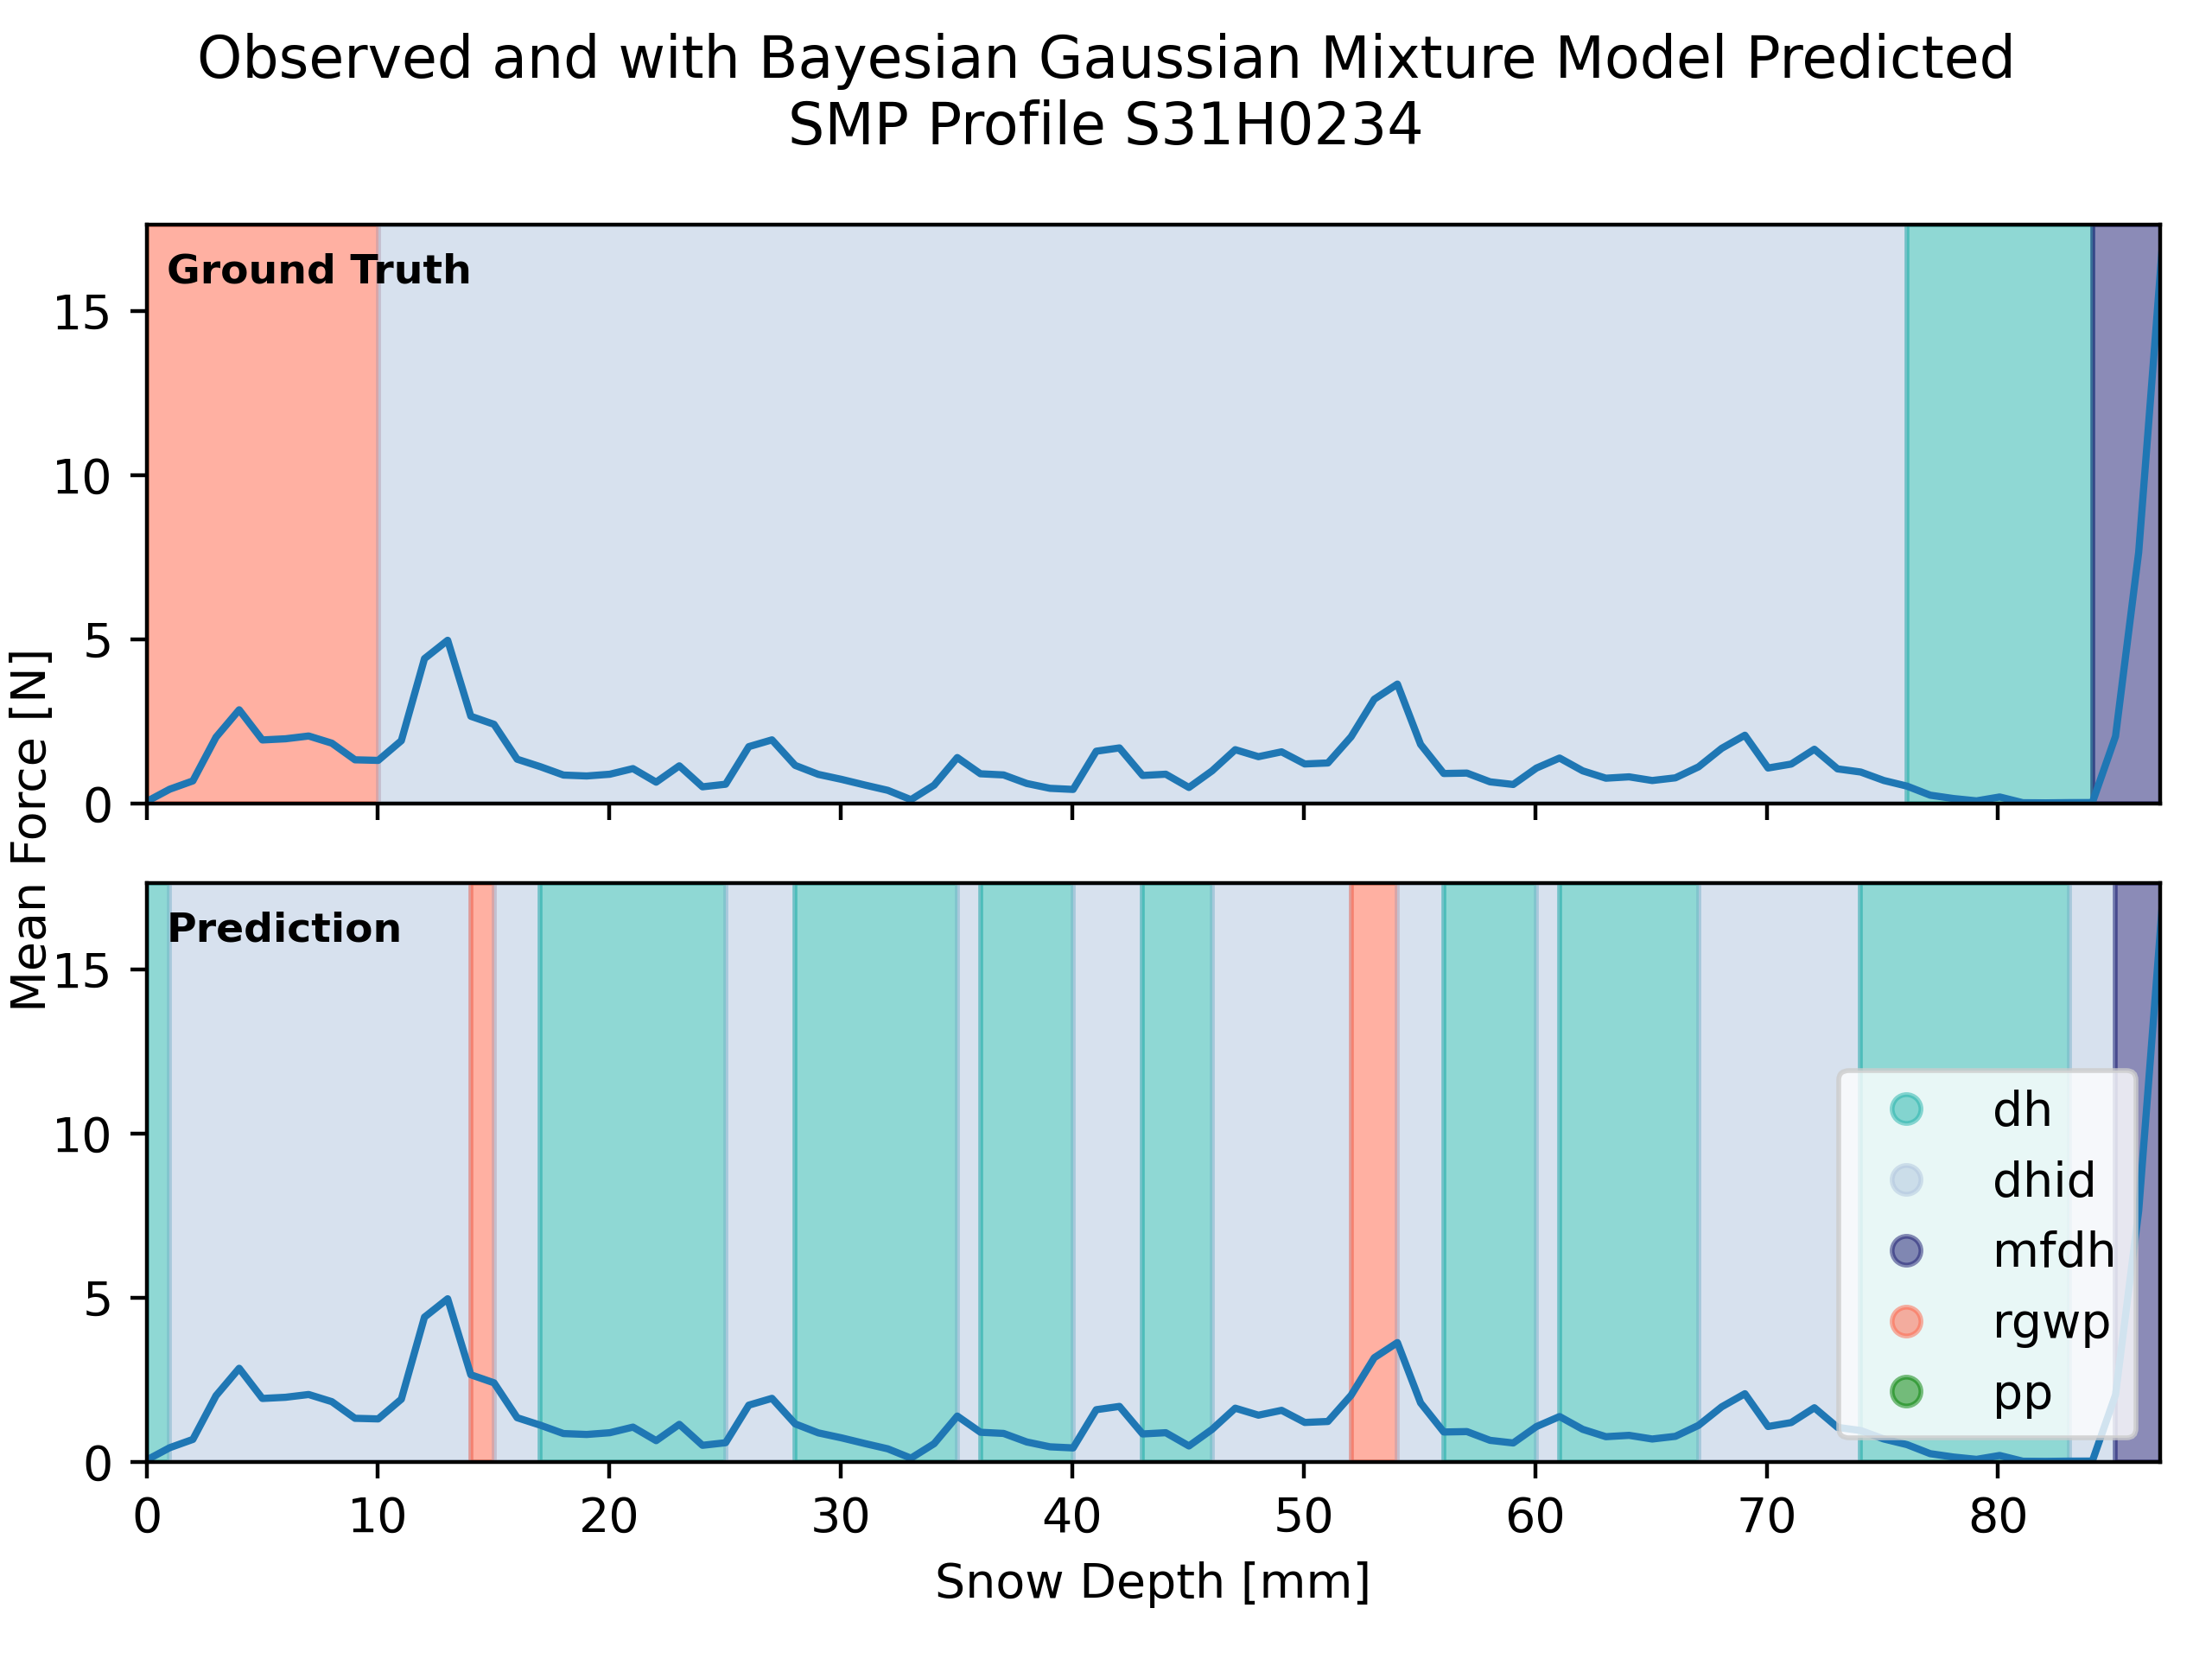 Observed and with Bayesian Gaussian Mixture Model Predicted
SMP Profile S31H0234
Ground Truth
15
10
5
0
Mean Force [N]
Prediction
15
10
5
0
dh
dhid
mfdh
rgwp
pp
0 10 20 30 40 50 60 70 80
Snow Depth [mm]